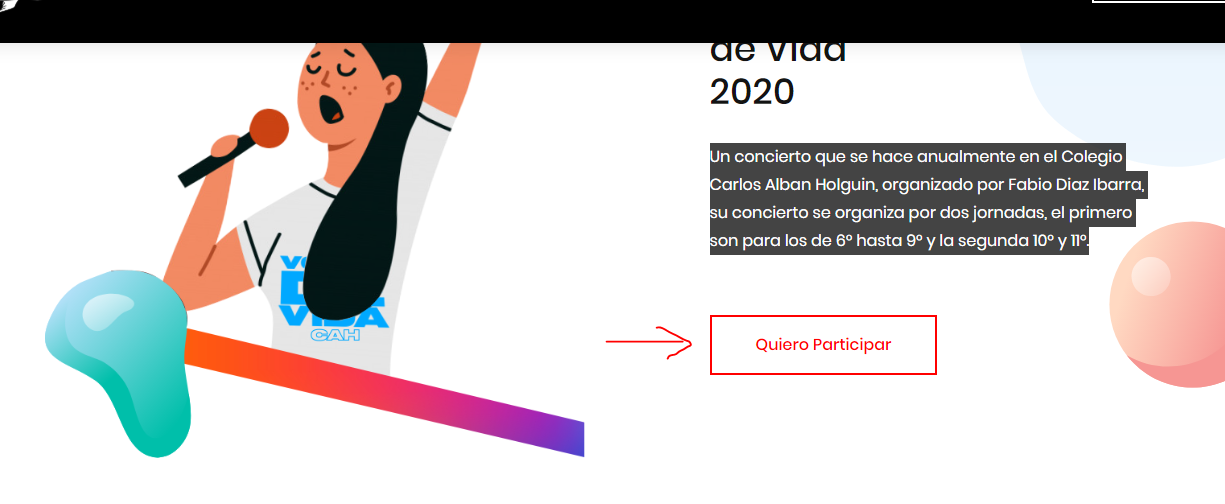 de Vida
2020
Un concierto que se hace anualmente en el Colegio
Carlos Alban Holguin, organizado por Fabio Diaz Ibarra,
su concierto se organiza por dos jornadas, el primero
son para los de 6° hasta 9° y la segunda 10° y 11°.
Quiero Participar
VIDA
CAH